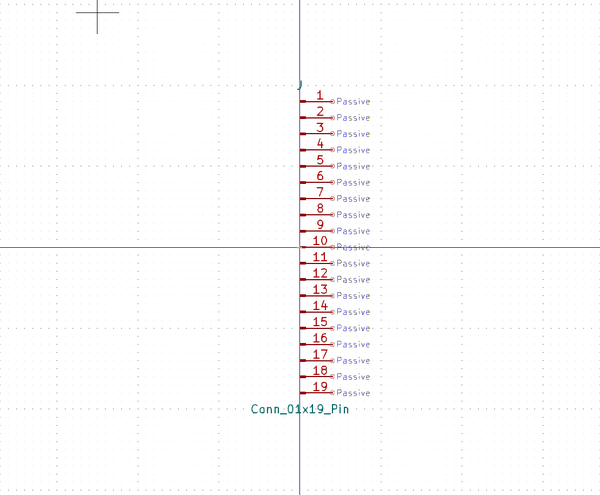 J
1 Passive
2 Passive
3 Passive
4 Passive
5 Passive
6 Passive
7 Passive
8 Passive
9 Passive
10 Passive
11 Passive
12 Passive
13 Passive
14 Passive
15 Passive
16 Passive
17 Passive
18 Passive
19 Passive
Conn_01x19_Pin